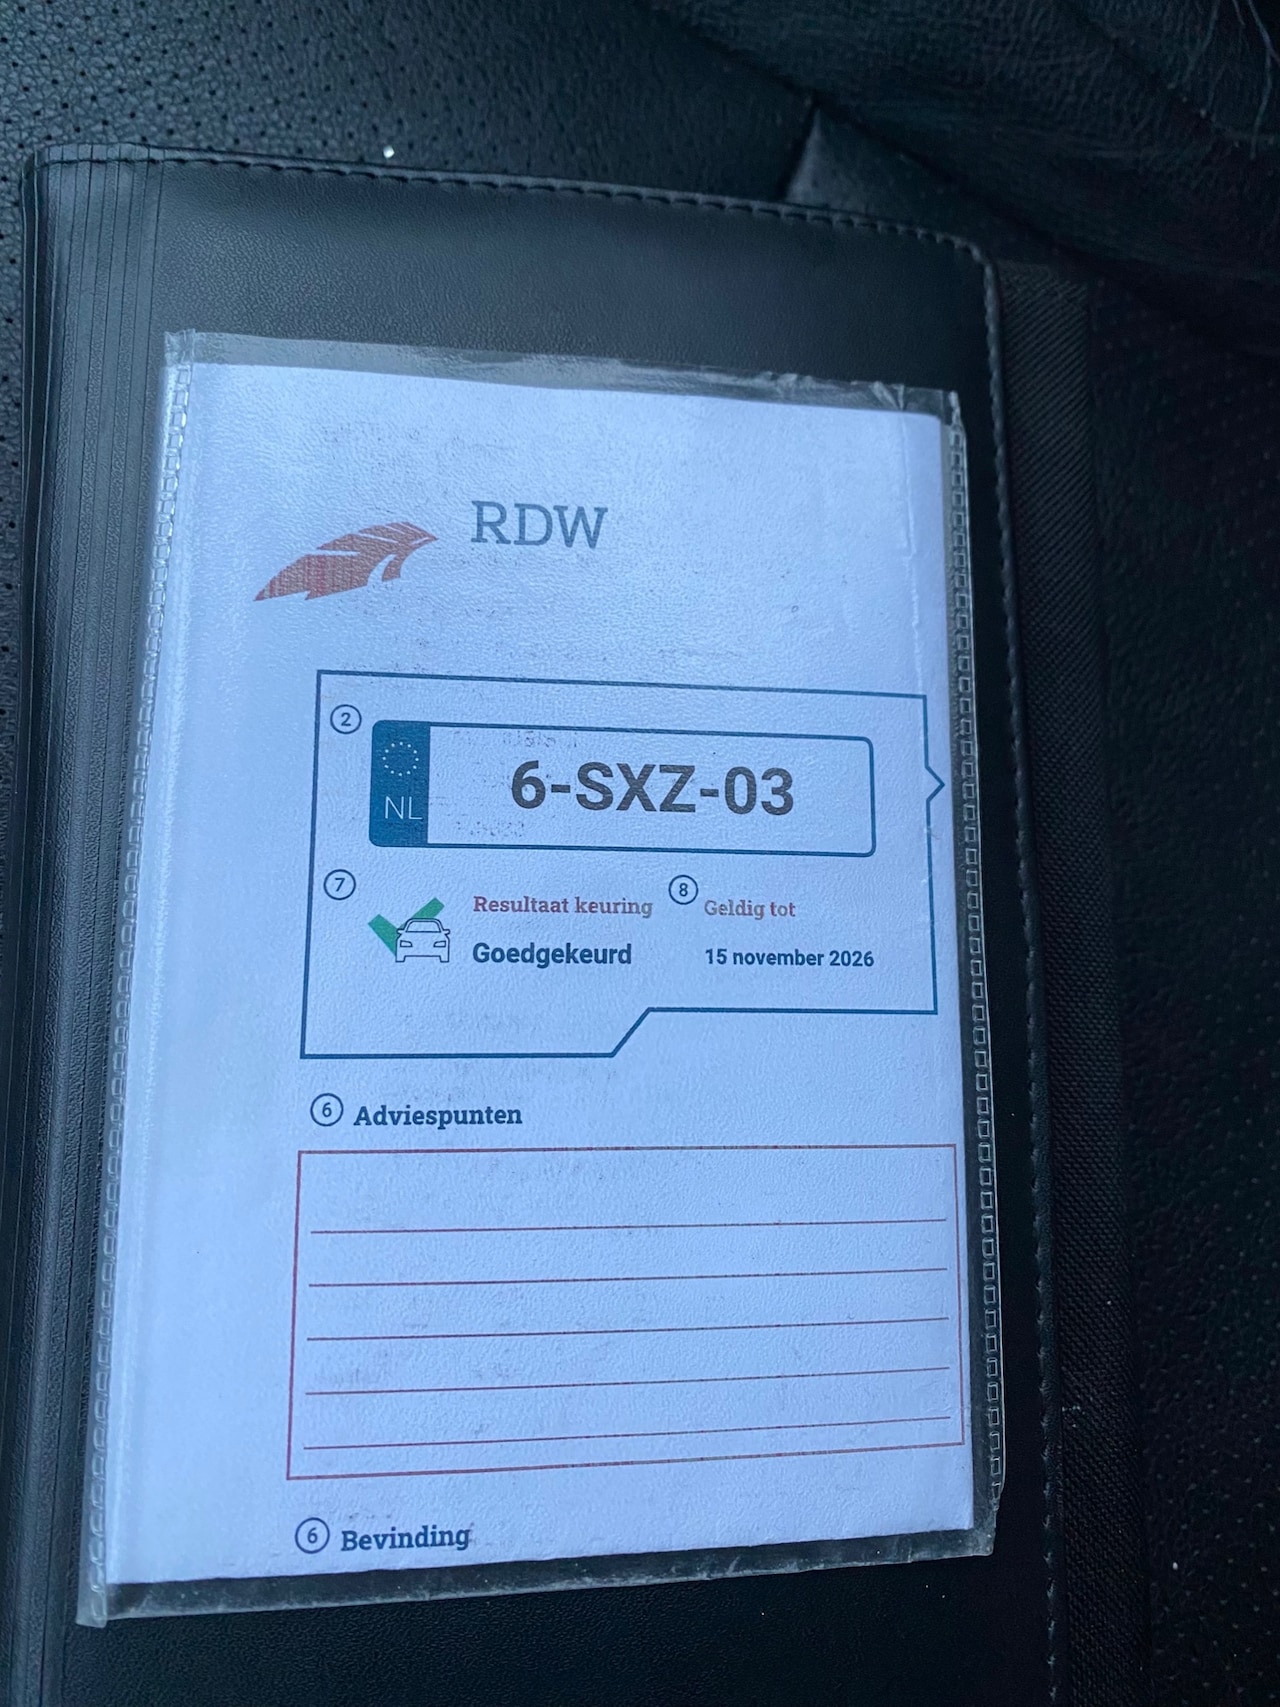 RDW
2
NL
6-SXZ-03
7
Resultaat keuring
8
Geldig tot
Goedgekeurd
15 november 2026
6 Adviespunten
6 Bevinding